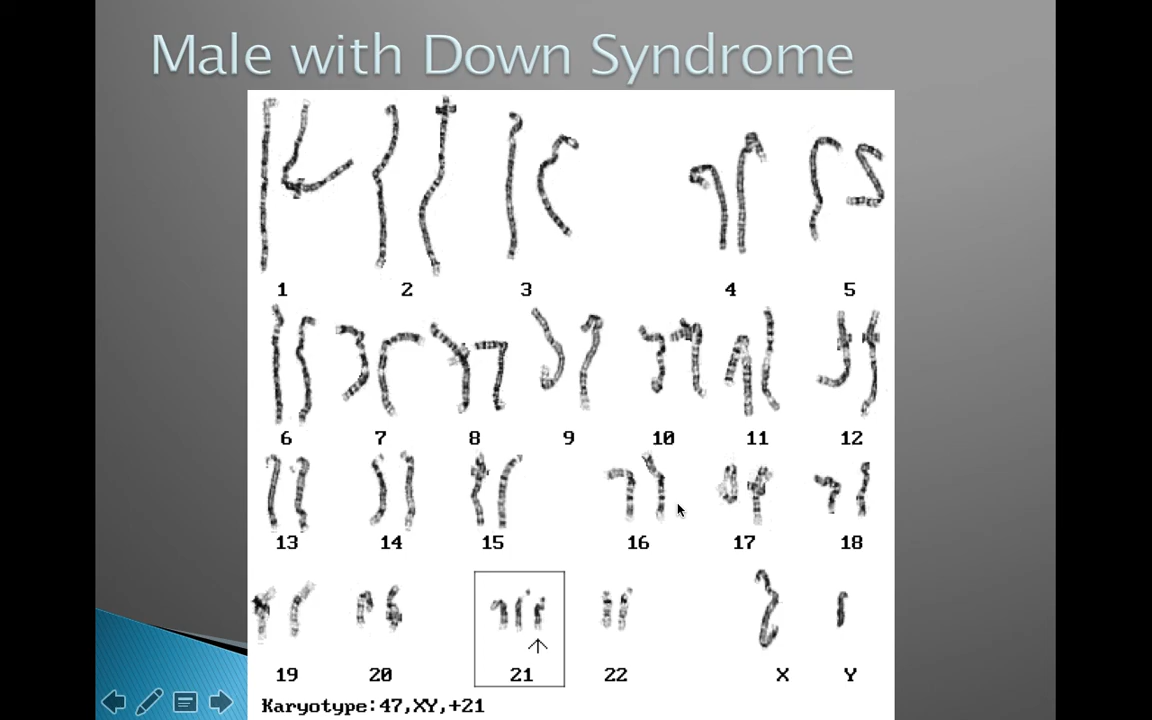 Male with Down Syndrome
1 2 3 4 5
6 7 8 9 10 11 12
13 14 15 16 17 18
19 20 21 22 X Y
Karyotype:47,XY,+21